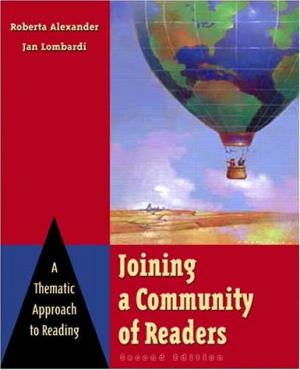 Roberta Alexander
Jan Lombardi
A
Thematic
Approach
to Reading
Joining
a Community
of Readers
Second Edition